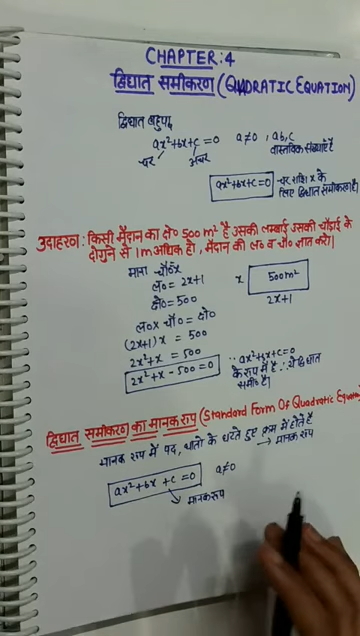 CHAPTER:4
द्विघात समीकरण (QUADRATIC EQUATION)
द्विघात बहुपद
ax²+bx+c=0 a≠0, a,b,c
चर अचर वास्तविक संख्याएँ है
ax²+bx+c=0 चर राशि x के लिए द्विघात समीकरण है।
उदाहरण: किसी मैदान का क्षे० 500 m² है उसकी लम्बाई उसकी चौड़ाई के
दोगुने से 1m अधिक हो, मैदान की ल० व चौ० ज्ञात करो।
माना चौ०=x
ल० = 2x+1
क्षे० = 500
ल०x चौ० = क्षे०
(2x+1)x = 500
2x²+x = 500
2x²+x-500=0
x 500m²
2x+1
∵ ax²+bx+c=0
के रूप में है ∴ ये द्विघात
समी० है।
द्विघात समीकरण का मानक रूप (Standard Form Of Quadratic Equation
मानक रूप में पद, घातो के घटते हुए क्रम में होते है
→ मानक रूप
ax²+bx+c=0 a≠0
→ मानकरूप